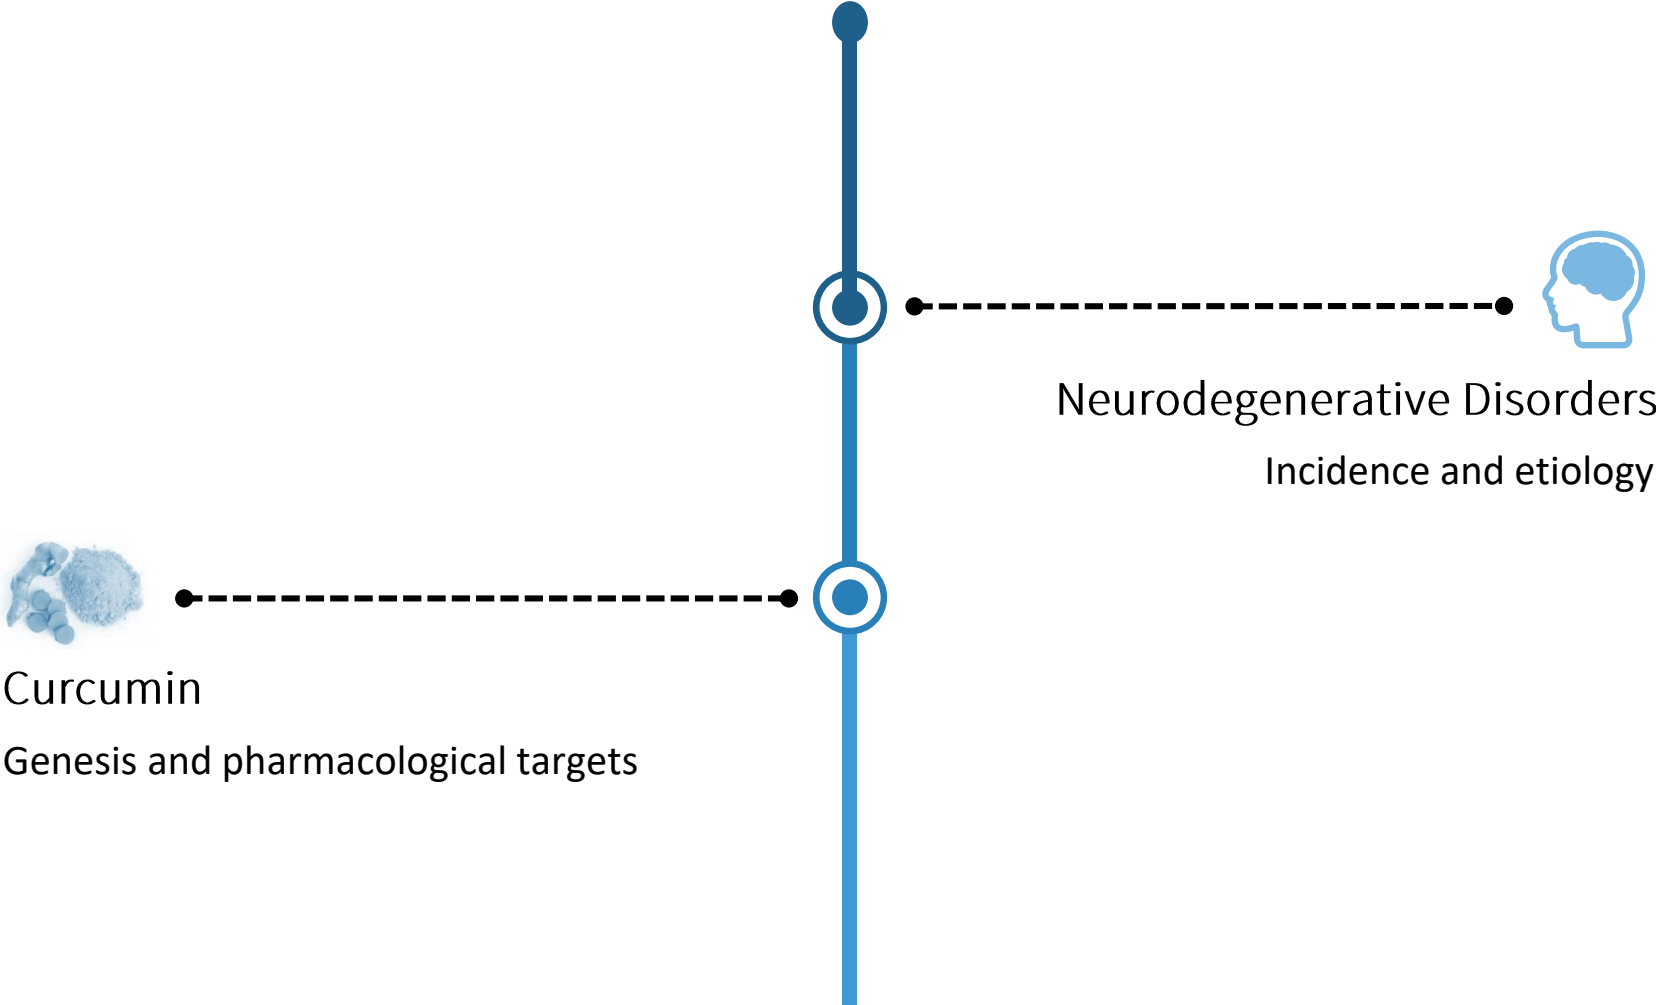 Neurodegenerative Disorders
Incidence and etiology
Curcumin
Genesis and pharmacological targets